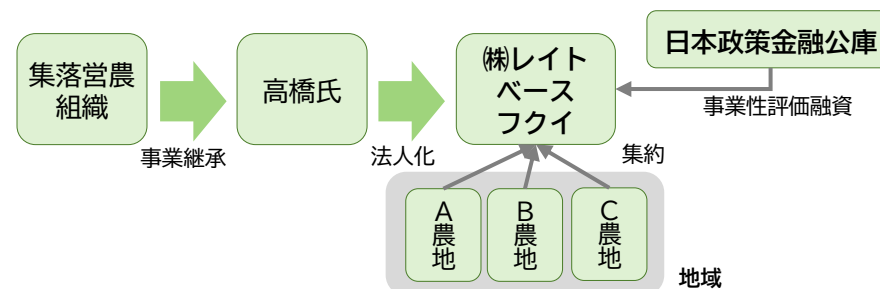 集落営農
組織
事業継承
高橋氏
法人化
㈱レイト
ベース
フクイ
日本政策金融公庫
事業性評価融資
集約
A
農
地
B
農
地
C
農
地
地域